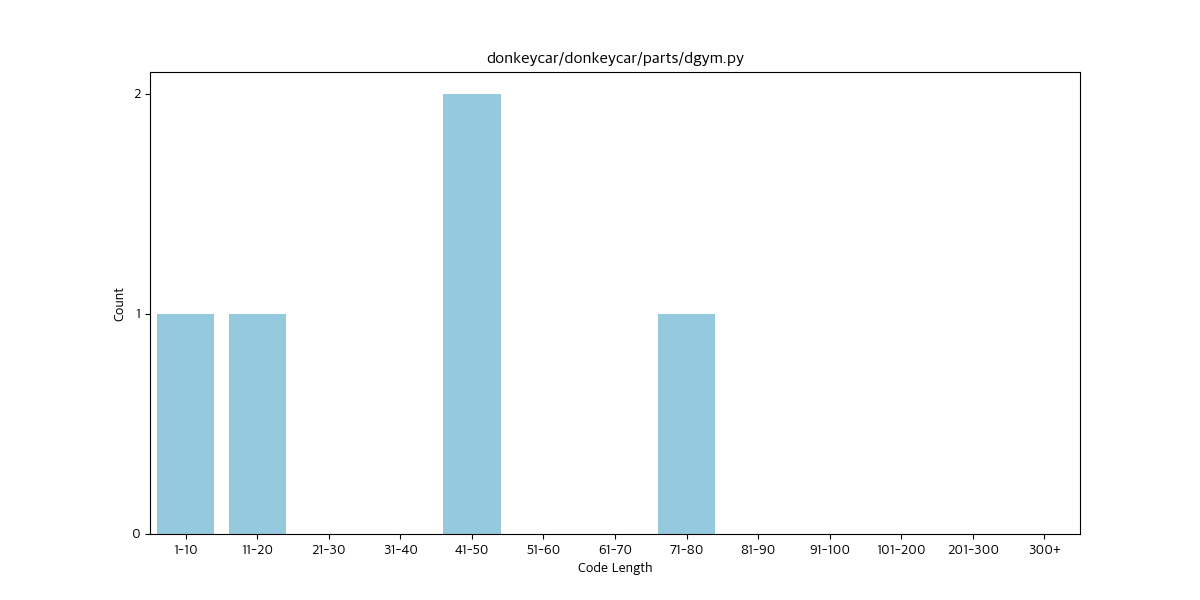 donkeycar/donkeycar/parts/dgym.py
2
1
0
Count
1-10 11-20 21-30 31-40 41-50 51-60 61-70 71-80 81-90 91-100 101-200 201-300 300+
Code Length